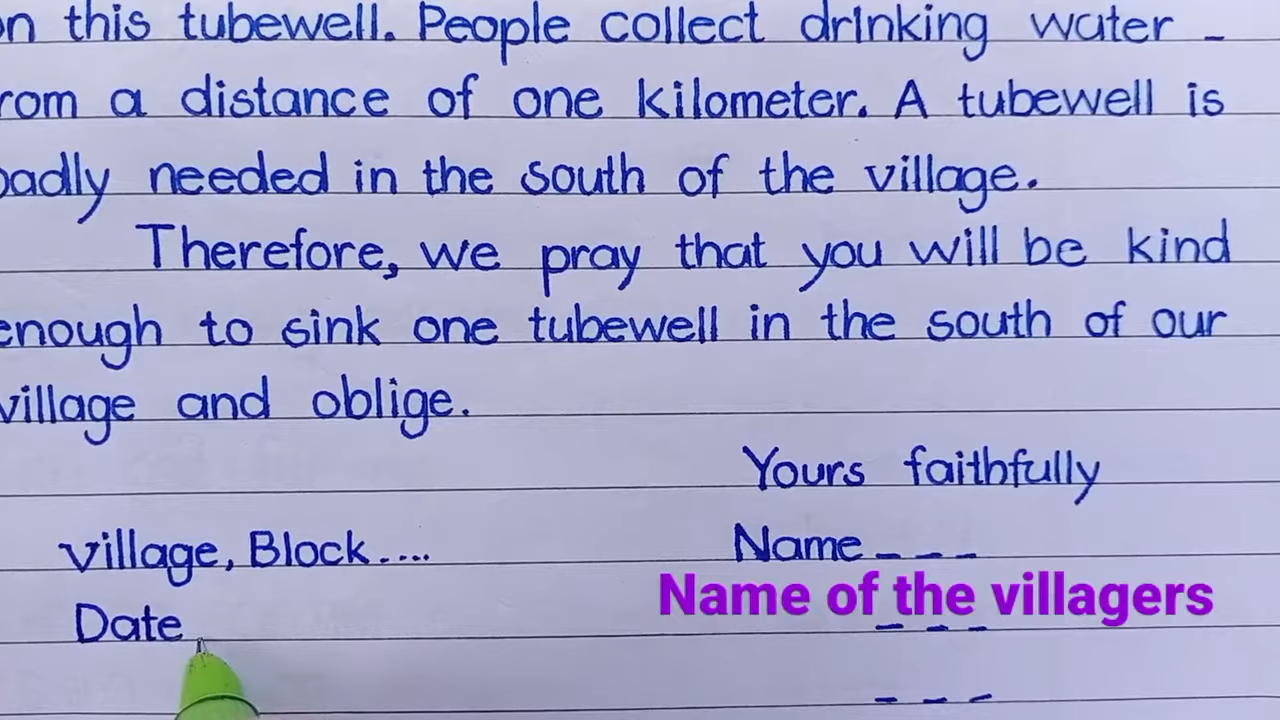 on this tubewell. People collect drinking water -
rom a distance of one kilometer. A tubewell is
badly needed in the south of the village.
Therefore, we pray that you will be kind
enough to sink one tubewell in the south of our
village and oblige.
Yours faithfully
Village, Block.... Name - - -
Name of the villagers
Date - - -
- - -